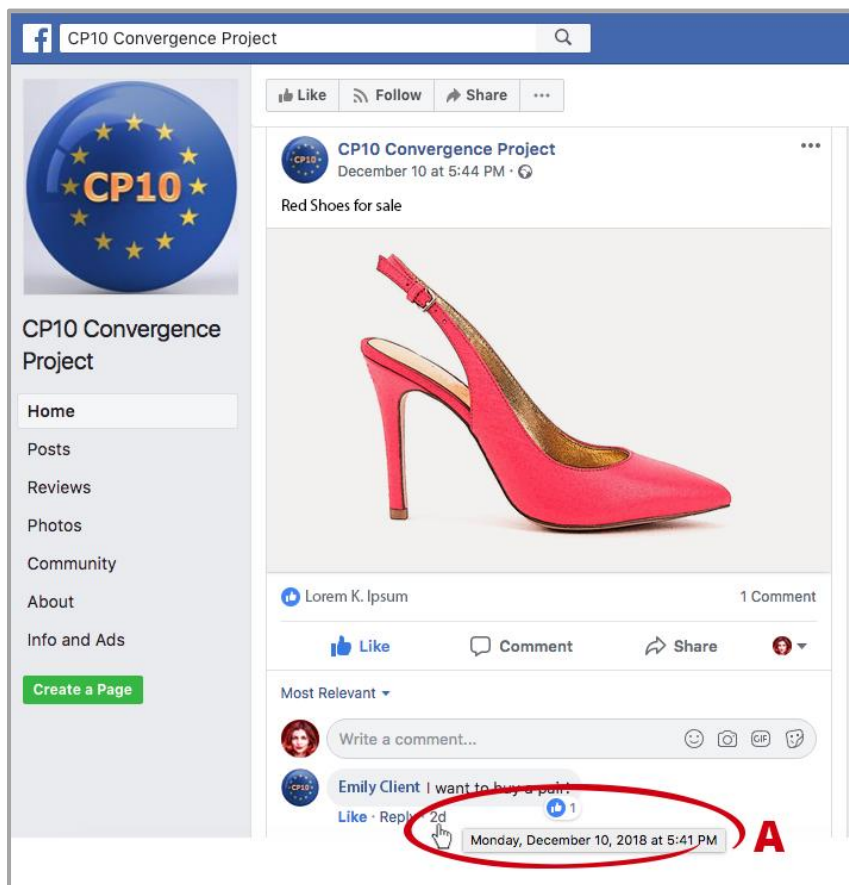 CP10 Convergence Project
Like Follow Share ...
CP10
CP10 Convergence Project
Home
Posts
Reviews
Photos
Community
About
Info and Ads
Create a Page
CP10
CP10 Convergence Project
December 10 at 5:44 PM ·
Red Shoes for sale
Lorem K. Ipsum 1 Comment
Like Comment Share
Most Relevant
Write a comment... GIF
CP10
Emily Client I want to buy a pair!
1
Like · Reply · 2d
Monday, December 10, 2018 at 5:41 PM
A